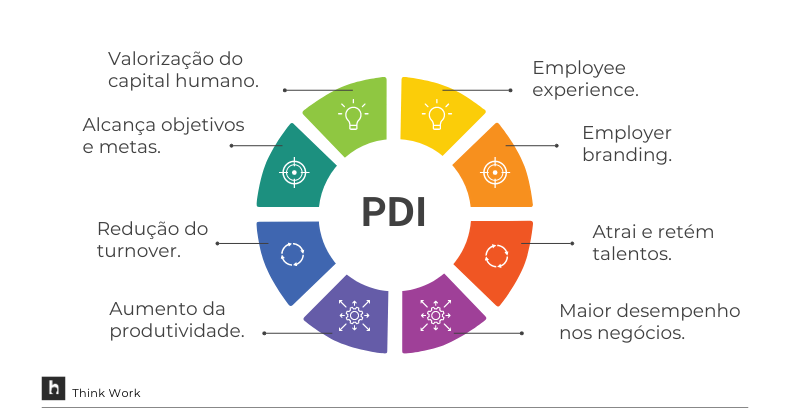 Valorização do
capital humano.
Alcança objetivos
e metas.
Redução do
turnover.
Aumento da
produtividade.
PDI
Employee
experience.
Employer
branding.
Atrai e retém
talentos.
Maior desempenho
nos negócios.
h
Think Work